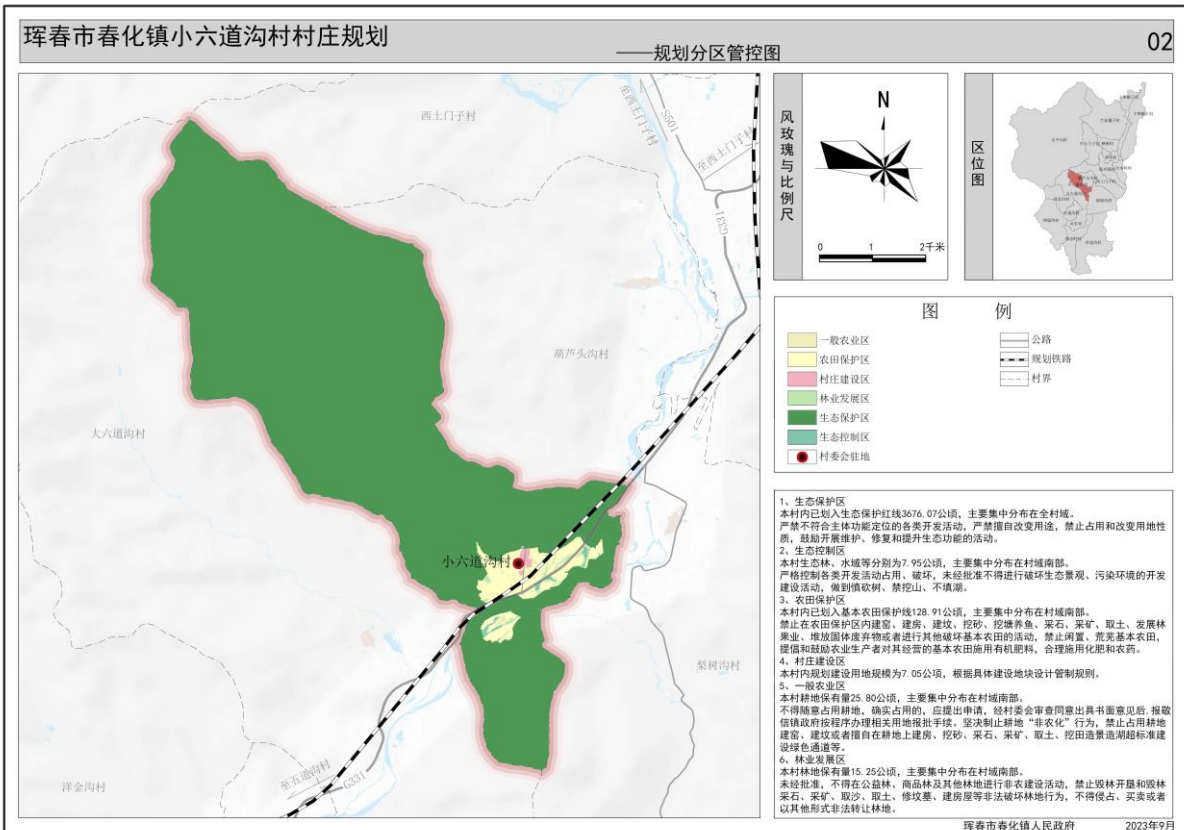 珲春市春化镇小六道沟村村庄规划
——规划分区管控图
02
西土门子村
至西土门子村
S501
至西土门子村
G331
葫芦头沟村
大六道沟村
小六道沟村
梨树沟村
至五道沟村
G331
洋金沟村
风玫瑰与比例尺
N
0 1 2千米
区位图
图 例
一般农业区
农田保护区
村庄建设区
林业发展区
生态保护区
生态控制区
村委会驻地
公路
规划铁路
村界
1、生态保护区
本村内已划入生态保护红线3676.07公顷，主要集中分布在全村域。
严禁不符合主体功能定位的各类开发活动，严禁擅自改变用途，禁止占用和改变用地性
质，鼓励开展维护、修复和提升生态功能的活动。
2、生态控制区
本村生态林、水域等分别为7.95公顷，主要集中分布在村域南部。
严格控制各类开发活动占用、破坏，未经批准不得进行破坏生态景观、污染环境的开发
建设活动，做到慎砍树、禁挖山、不填湖。
3、农田保护区
本村内已划入基本农田保护线128.91公顷，主要集中分布在村域南部。
禁止在农田保护区内建窑、建房、建坟、挖砂、挖塘养鱼、采石、采矿、取土、发展林
果业、堆放固体废弃物或者进行其他破坏基本农田的活动，禁止闲置、荒芜基本农田，
提倡和鼓励农业生产者对其经营的基本农田施用有机肥料，合理施用化肥和农药。
4、村庄建设区
本村内规划建设用地规模为7.05公顷，根据具体建设地块设计管制规则。
5、一般农业区
本村耕地保有量25.80公顷，主要集中分布在村域南部。
不得随意占用耕地，确实占用的，应提出申请，经村委会审查同意出具书面意见后.报敬
信镇政府按程序办理相关用地报批手续。坚决制止耕地“非农化”行为，禁止占用耕地
建窑、建坟或者擅自在耕地上建房、挖砂、采石、采矿、取土、挖田造景造湖超标准建
设绿色通道等。
6、林业发展区
本村林地保有量15.25公顷，主要集中分布在村域南部。
未经批准，不得在公益林、商品林及其他林地进行非农建设活动，禁止毁林开垦和毁林
采石、采矿、取沙、取土、修坟墓、建房屋等非法破坏林地行为，不得侵占、买卖或者
以其他形式非法转让林地。
珲春市春化镇人民政府 2023年9月